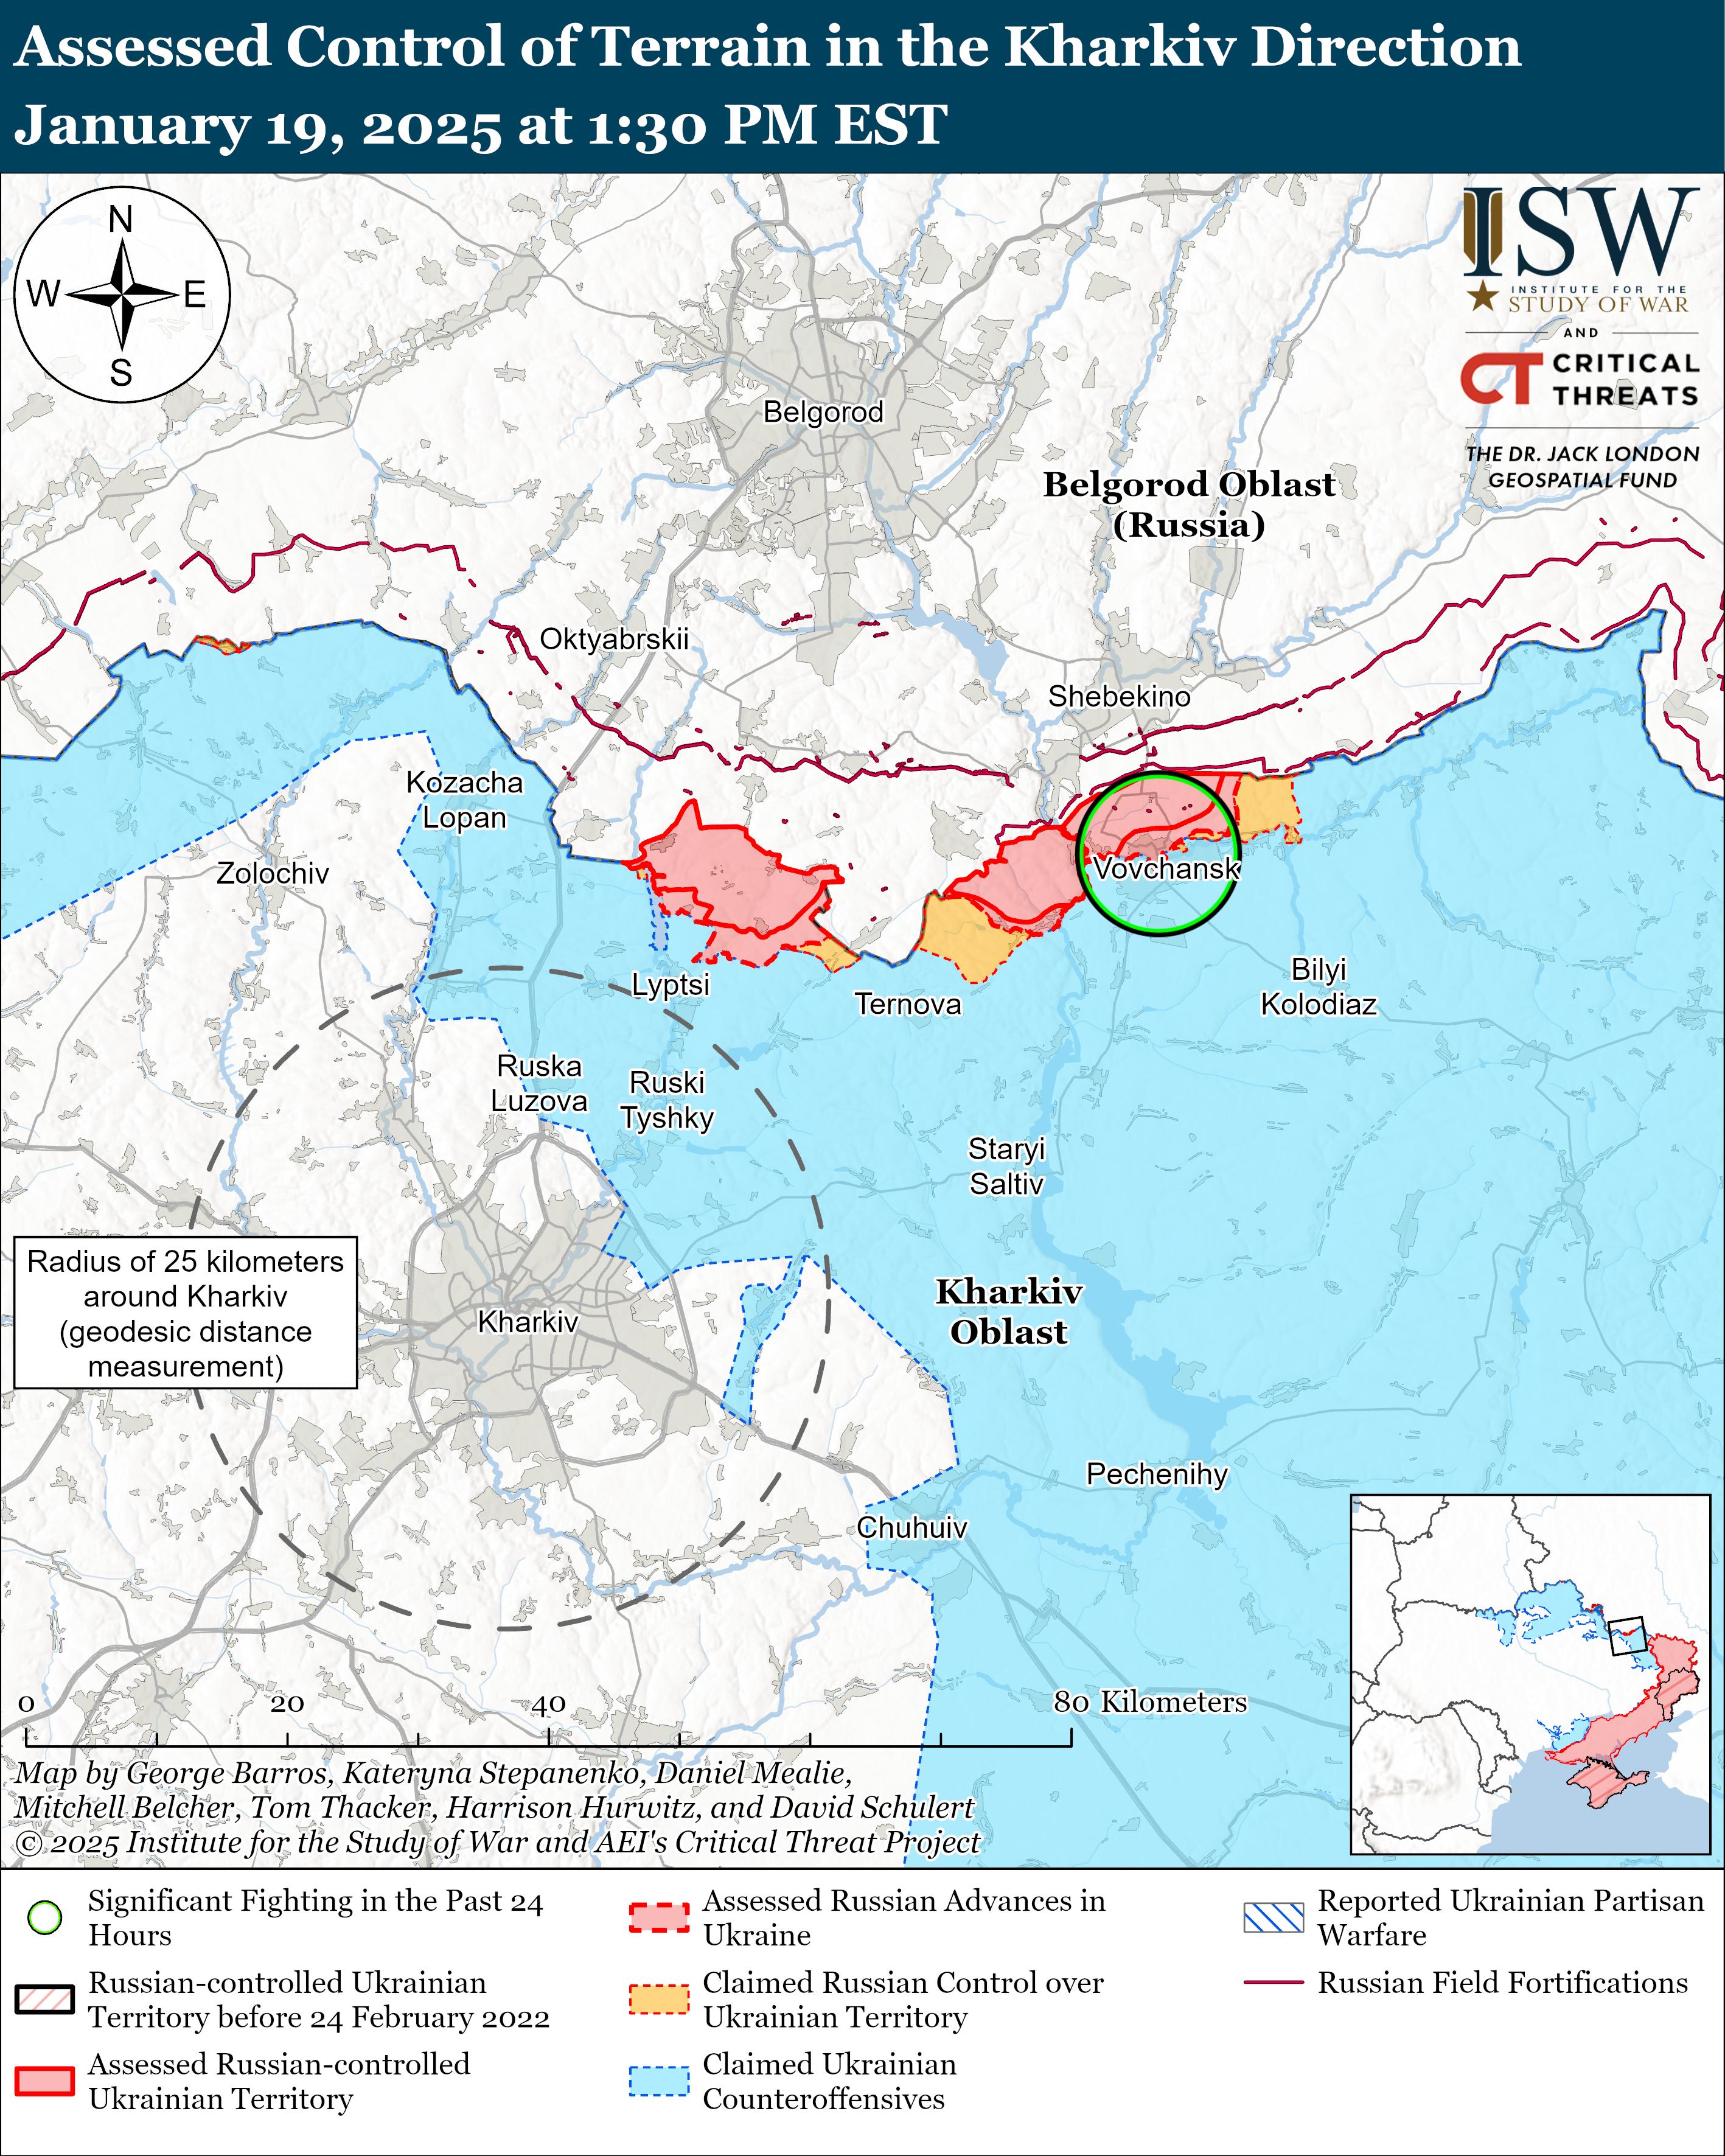 Assessed Control of Terrain in the Kharkiv Direction
January 19, 2025 at 1:30 PM EST
N
W
E
S
ISW
INSTITUTE FOR THE
STUDY OF WAR
AND
CT CRITICAL
THREATS
THE DR. JACK LONDON
GEOSPATIAL FUND
Belgorod
Belgorod Oblast
(Russia)
Oktyabrskii
Shebekino
Kozacha
Lopan
Zolochiv
Vovchansk
Lyptsi
Ternova
Bilyi
Kolodiaz
Ruska
Luzova
Ruski
Tyshky
Staryi
Saltiv
Radius of 25 kilometers
around Kharkiv
(geodesic distance
measurement)
Kharkiv
Kharkiv
Oblast
Pechenihy
Chuhuiv
0 20 40 80 Kilometers
Map by George Barros, Kateryna Stepanenko, Daniel Mealie,
Mitchell Belcher, Tom Thacker, Harrison Hurwitz, and David Schulert
© 2025 Institute for the Study of War and AEI's Critical Threat Project
Significant Fighting in the Past 24
Hours
Russian-controlled Ukrainian
Territory before 24 February 2022
Assessed Russian-controlled
Ukrainian Territory
Assessed Russian Advances in
Ukraine
Claimed Russian Control over
Ukrainian Territory
Claimed Ukrainian
Counteroffensives
Reported Ukrainian Partisan
Warfare
Russian Field Fortifications